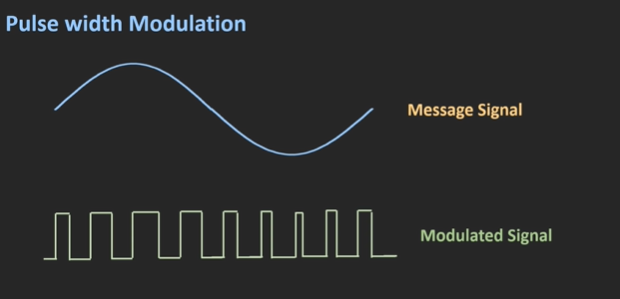 Pulse width Modulation
Message Signal
Modulated Signal